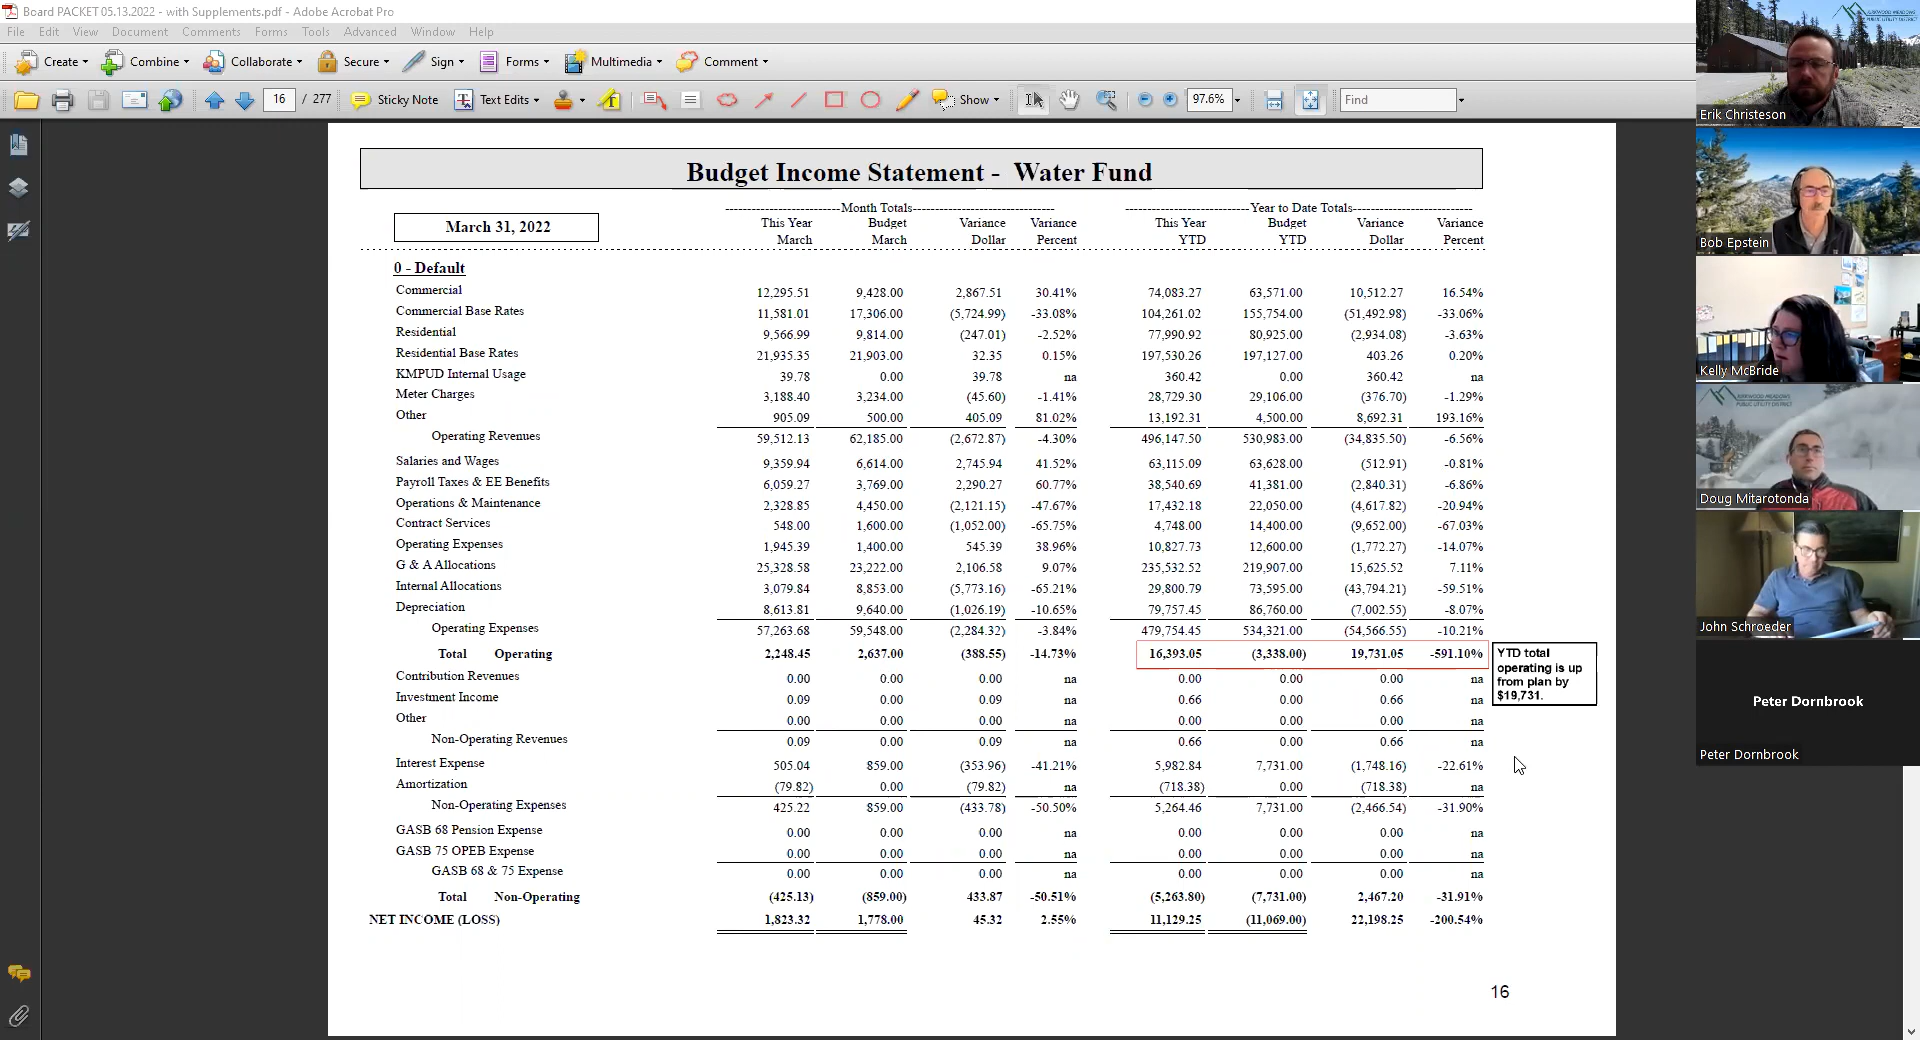 Board PACKET 05.13.2022 - with Supplements.pdf - Adobe Acrobat Pro
File Edit View Document Comments Forms Tools Advanced Window Help
Create Combine Collaborate Secure Sign Forms Multimedia Comment
16 / 277 Sticky Note Text Edits Show 97.6% Find
Budget Income Statement - Water Fund
Month Totals Year to Date Totals
March 31, 2022
This Year Budget Variance Variance This Year Budget Variance Variance
March March Dollar Percent YTD YTD Dollar Percent
0 - Default
Commercial 12,295.51 9,428.00 2,867.51 30.41% 74,083.27 63,571.00 10,512.27 16.54%
Commercial Base Rates 11,581.01 17,306.00 (5,724.99) -33.08% 104,261.02 155,754.00 (51,492.98) -33.06%
Residential 9,566.99 9,814.00 (247.01) -2.52% 77,990.92 80,925.00 (2,934.08) -3.63%
Residential Base Rates 21,935.35 21,903.00 32.35 0.15% 197,530.26 197,127.00 403.26 0.20%
KMPUD Internal Usage 39.78 0.00 39.78 na 360.42 0.00 360.42 na
Meter Charges 3,188.40 3,234.00 (45.60) -1.41% 28,729.30 29,106.00 (376.70) -1.29%
Other 905.09 500.00 405.09 81.02% 13,192.31 4,500.00 8,692.31 193.16%
Operating Revenues 59,512.13 62,185.00 (2,672.87) -4.30% 496,147.50 530,983.00 (34,835.50) -6.56%
Salaries and Wages 9,359.94 6,614.00 2,745.94 41.52% 63,115.09 63,628.00 (512.91) -0.81%
Payroll Taxes & EE Benefits 6,059.27 3,769.00 2,290.27 60.77% 38,540.69 41,381.00 (2,840.31) -6.86%
Operations & Maintenance 2,328.85 4,450.00 (2,121.15) -47.67% 17,432.18 22,050.00 (4,617.82) -20.94%
Contract Services 548.00 1,600.00 (1,052.00) -65.75% 4,748.00 14,400.00 (9,652.00) -67.03%
Operating Expenses 1,945.39 1,400.00 545.39 38.96% 10,827.73 12,600.00 (1,772.27) -14.07%
G & A Allocations 25,328.58 23,222.00 2,106.58 9.07% 235,532.52 219,907.00 15,625.52 7.11%
Internal Allocations 3,079.84 8,853.00 (5,773.16) -65.21% 29,800.79 73,595.00 (43,794.21) -59.51%
Depreciation 8,613.81 9,640.00 (1,026.19) -10.65% 79,757.45 86,760.00 (7,002.55) -8.07%
Operating Expenses 57,263.68 59,548.00 (2,284.32) -3.84% 479,754.45 534,321.00 (54,566.55) -10.21%
Total Operating 2,248.45 2,637.00 (388.55) -14.73% 16,393.05 (3,338.00) 19,731.05 -591.10%
YTD total
operating is up
from plan by
$19,731.
Contribution Revenues 0.00 0.00 0.00 na 0.00 0.00 0.00 na
Investment Income 0.09 0.00 0.09 na 0.66 0.00 0.66 na
Other 0.00 0.00 0.00 na 0.00 0.00 0.00 na
Non-Operating Revenues 0.09 0.00 0.09 na 0.66 0.00 0.66 na
Interest Expense 505.04 859.00 (353.96) -41.21% 5,982.84 7,731.00 (1,748.16) -22.61%
Amortization (79.82) 0.00 (79.82) na (718.38) 0.00 (718.38) na
Non-Operating Expenses 425.22 859.00 (433.78) -50.50% 5,264.46 7,731.00 (2,466.54) -31.90%
GASB 68 Pension Expense 0.00 0.00 0.00 na 0.00 0.00 0.00 na
GASB 75 OPEB Expense 0.00 0.00 0.00 na 0.00 0.00 0.00 na
GASB 68 & 75 Expense 0.00 0.00 0.00 na 0.00 0.00 0.00 na
Total Non-Operating (425.13) (859.00) 433.87 -50.51% (5,263.80) (7,731.00) 2,467.20 -31.91%
NET INCOME (LOSS) 1,823.32 1,778.00 45.32 2.55% 11,129.25 (11,069.00) 22,198.25 -200.54%
16
KIRKWOOD MEADOWS
PUBLIC UTILITY DISTRICT
Erik Christeson
Bob Epstein
Kelly McBride
KIRKWOOD MEADOWS
PUBLIC UTILITY DISTRICT
Doug Mitarotonda
John Schroeder
Peter Dornbrook
Peter Dornbrook